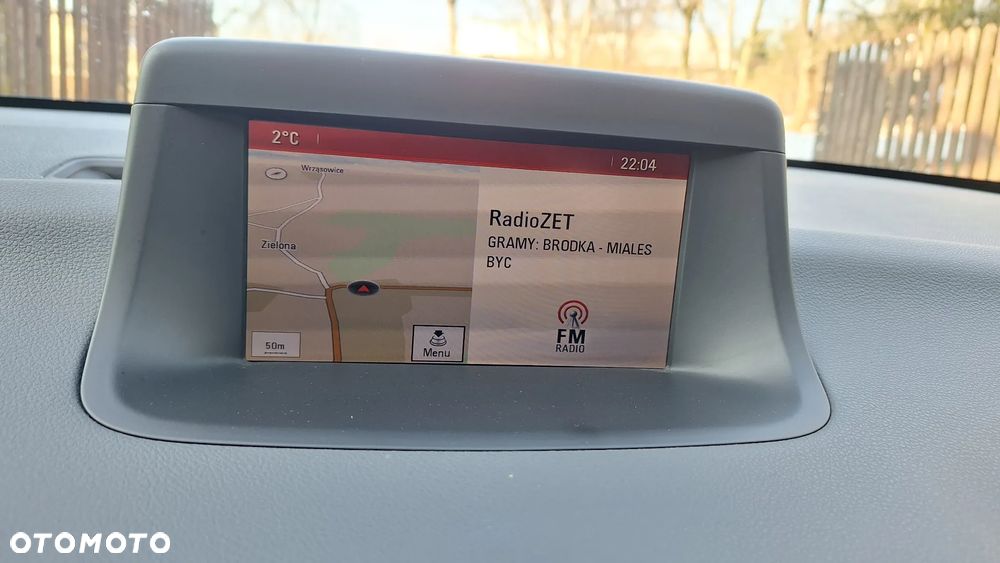 2°C
22:04
Wrząsowice
Zielona
50m
Menu
RadioZET
GRAMY: BRODKA - MIALES
BYC
FM
RADIO
OTOMOTO